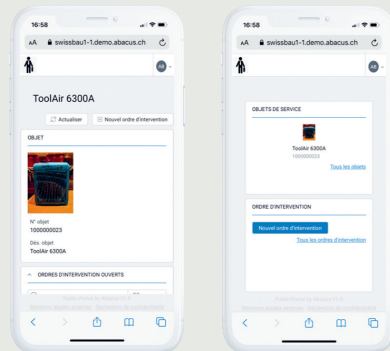 16:58
AA swissbau1-1.demo.abacus.ch
AB
ToolAir 6300A
Actualiser
Nouvel ordre d'intervention
OBJET
N° objet
1000000023
Dés. objet
ToolAir 6300A
ORDRES D'INTERVENTION OUVERTS
16:58
AA swissbau1-1.demo.abacus.ch
AB
OBJETS DE SERVICE
ToolAir 6300A
1000000023
Tous les objets
ORDRE D'INTERVENTION
Nouvel ordre d'intervention
Tous les ordres d'intervention